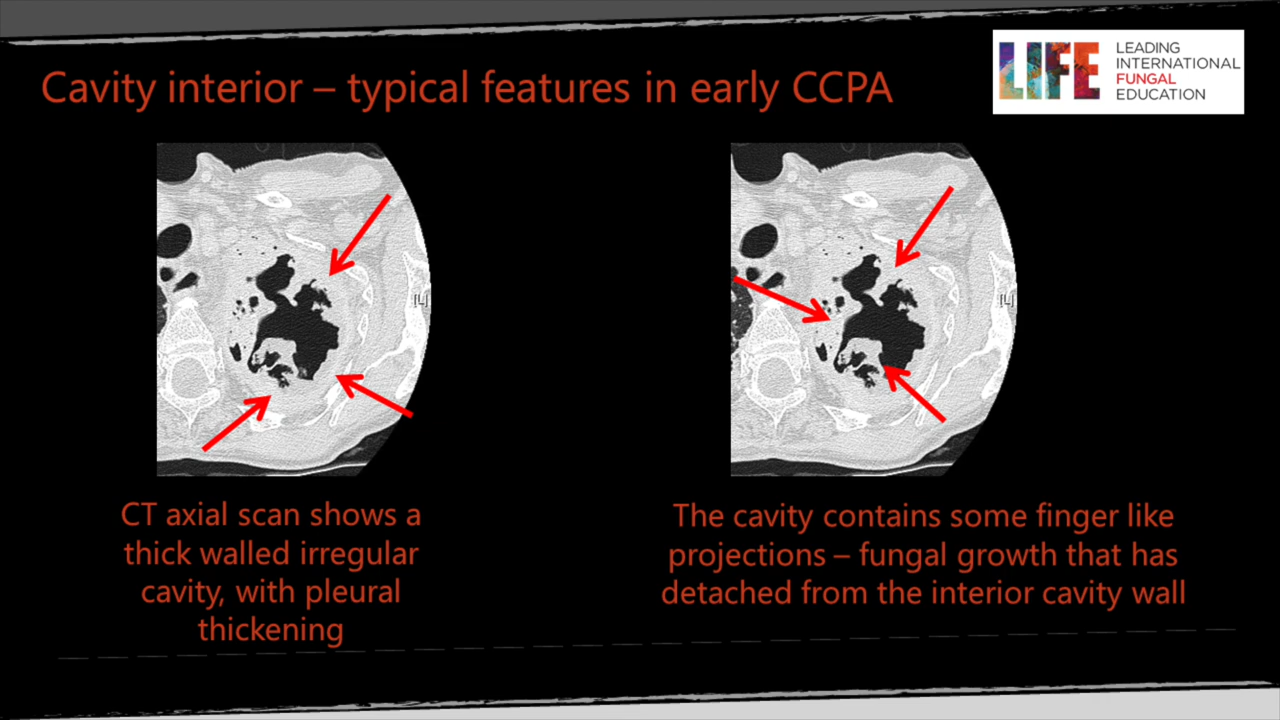 Cavity interior – typical features in early CCPA
LIFE
LEADING
INTERNATIONAL
FUNGAL
EDUCATION
[L]
[L]
CT axial scan shows a
thick walled irregular
cavity, with pleural
thickening
The cavity contains some finger like
projections – fungal growth that has
detached from the interior cavity wall